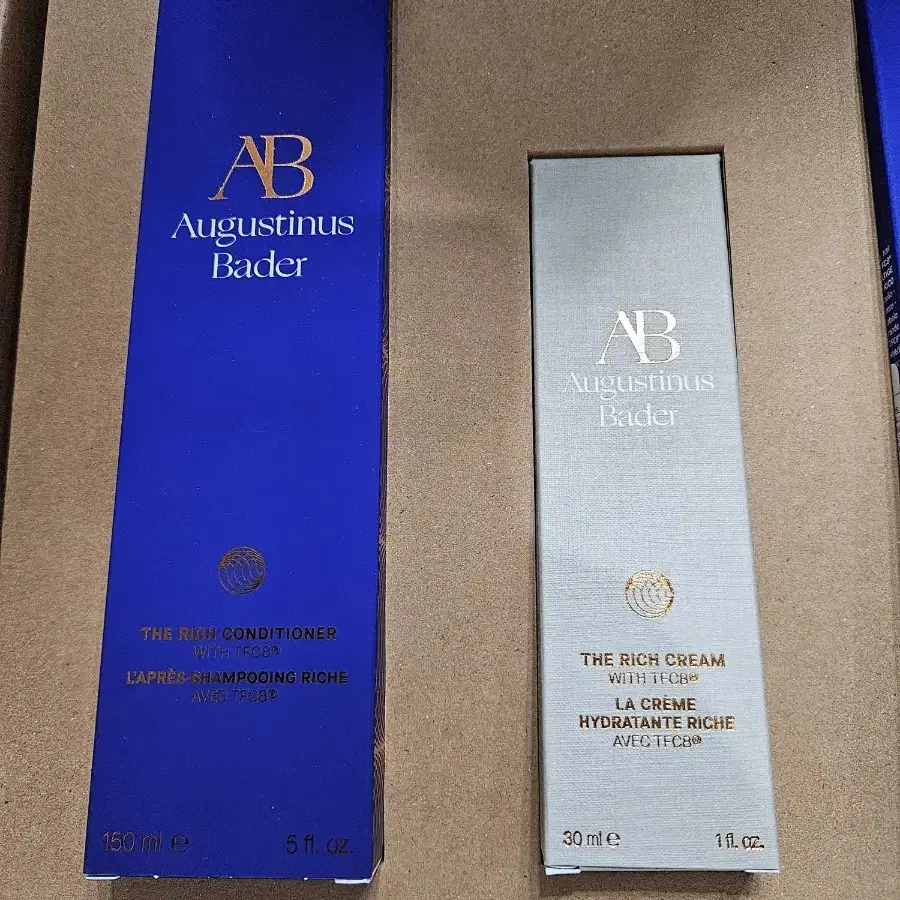 AB
Augustinus
Bader
THE RICH CONDITIONER
WITH TFC8®
L'APRÈS-SHAMPOOING RICHE
AVEC TFC8®
150 ml ℮
5 fl. oz.
AB
Augustinus
Bader
THE RICH CREAM
WITH TFC8®
LA CRÈME
HYDRATANTE RICHE
AVEC TFC8®
30 ml ℮
1 fl. oz.